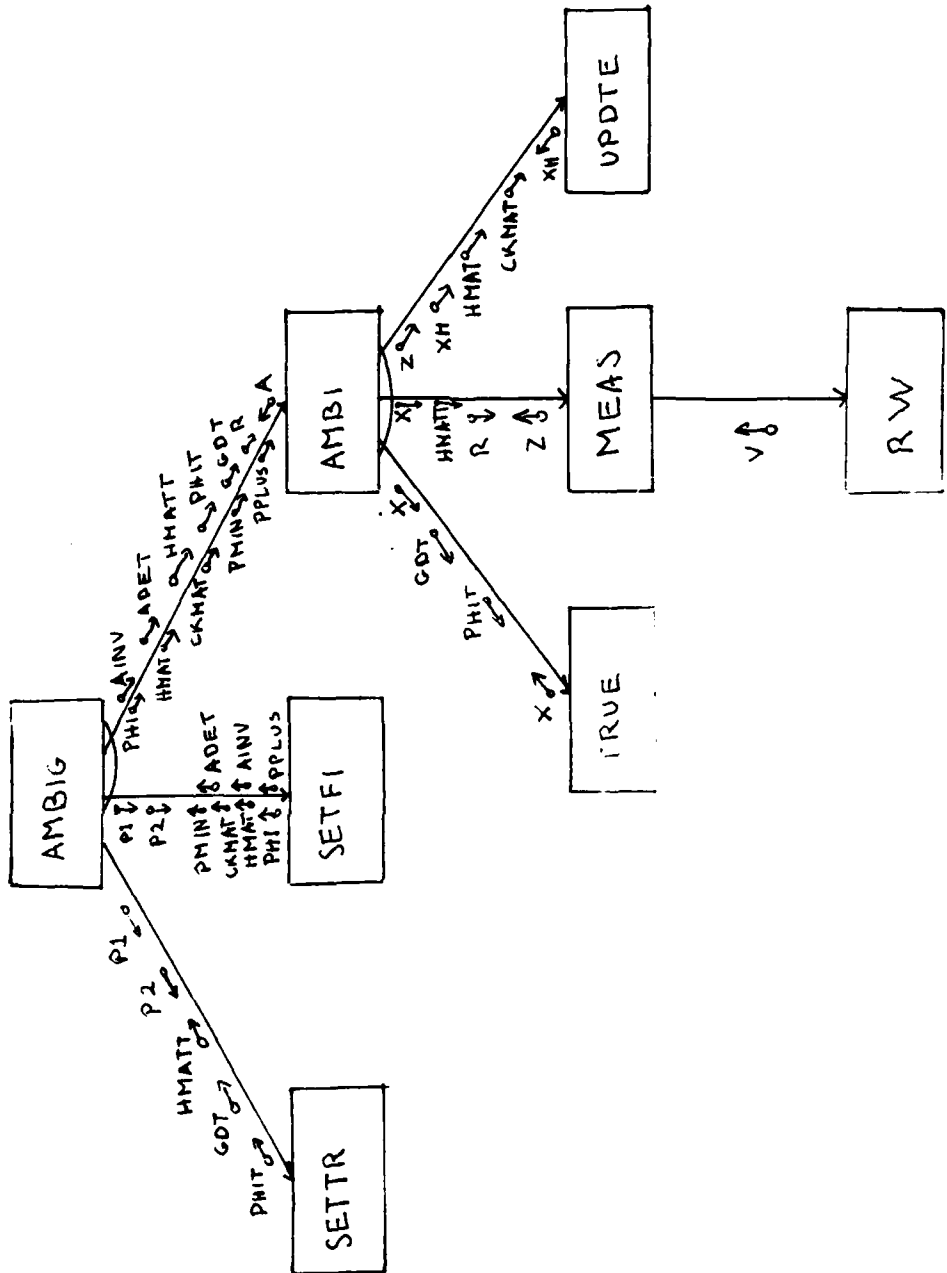 AMBIG
P1
P2
HMATT
GDT
PHIT
SETTR
P1
P2
PMIN
CKMAT
HMAT
PHI
ADET
AINV
PPLUS
SETFI
PHI
AINV
ADET
HMAT
HMATT
CKMAT
PHIT
PMIN
GDT
PPLUS
R
A
AMBI
X
GDT
PHIT
X
TRUE
X
HMATT
R
Z
MEAS
V
RW
Z
XH
HMAT
CKMAT
XH
UPDTE